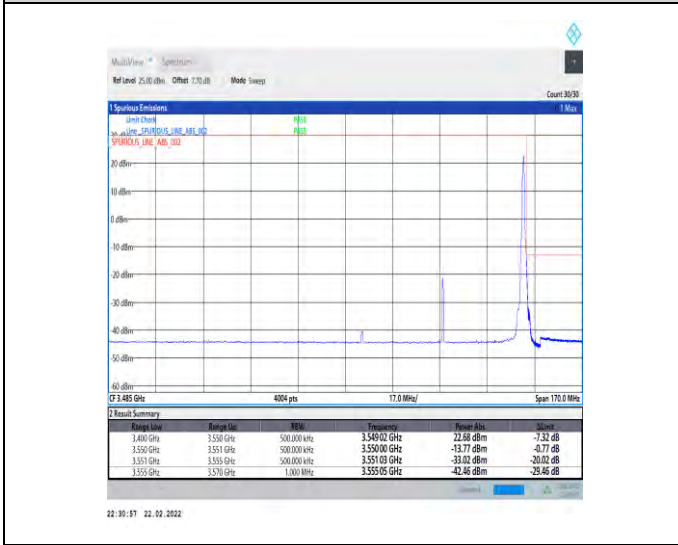 MultiView Spectrum
Ref Level 25.00 dBm Offset 7.70 dB Mode Sweep
Count 30/30
1 Spurious Emissions 1 Max
Limit Check PASS
Line _SPURIOUS_LINE_ABS_002 PASS
SPURIOUS_LINE_ABS_002
20 dBm
10 dBm
0 dBm
-10 dBm
-20 dBm
-30 dBm
-40 dBm
-50 dBm
-60 dBm
CF 3.485 GHz 4004 pts 17.0 MHz/ Span 170.0 MHz
2 Result Summary
Range Low Range Up RBW Frequency Power Abs ΔLimit
3.400 GHz 3.550 GHz 500.000 kHz 3.54902 GHz 22.68 dBm -7.32 dB
3.550 GHz 3.551 GHz 500.000 kHz 3.55000 GHz -13.77 dBm -0.77 dB
3.551 GHz 3.555 GHz 500.000 kHz 3.55103 GHz -33.02 dBm -20.02 dB
3.555 GHz 3.570 GHz 1.000 MHz 3.55505 GHz -42.46 dBm -29.46 dB
22:30:57 22.02.2022